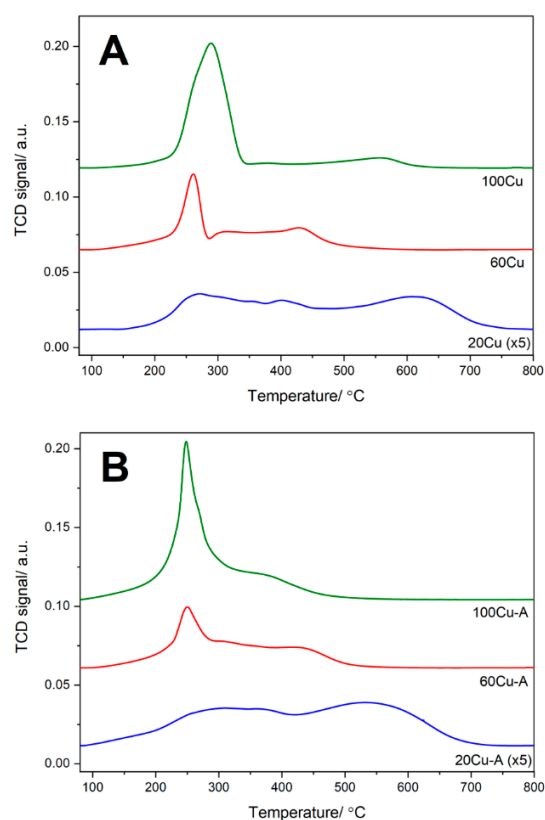 A
0.20
0.15
0.10
0.05
0.00
TCD signal/ a.u.
100Cu
60Cu
20Cu (x5)
100 200 300 400 500 600 700 800
Temperature/ °C
B
0.20
0.15
0.10
0.05
0.00
TCD signal/ a.u.
100Cu-A
60Cu-A
20Cu-A (x5)
100 200 300 400 500 600 700 800
Temperature/ °C